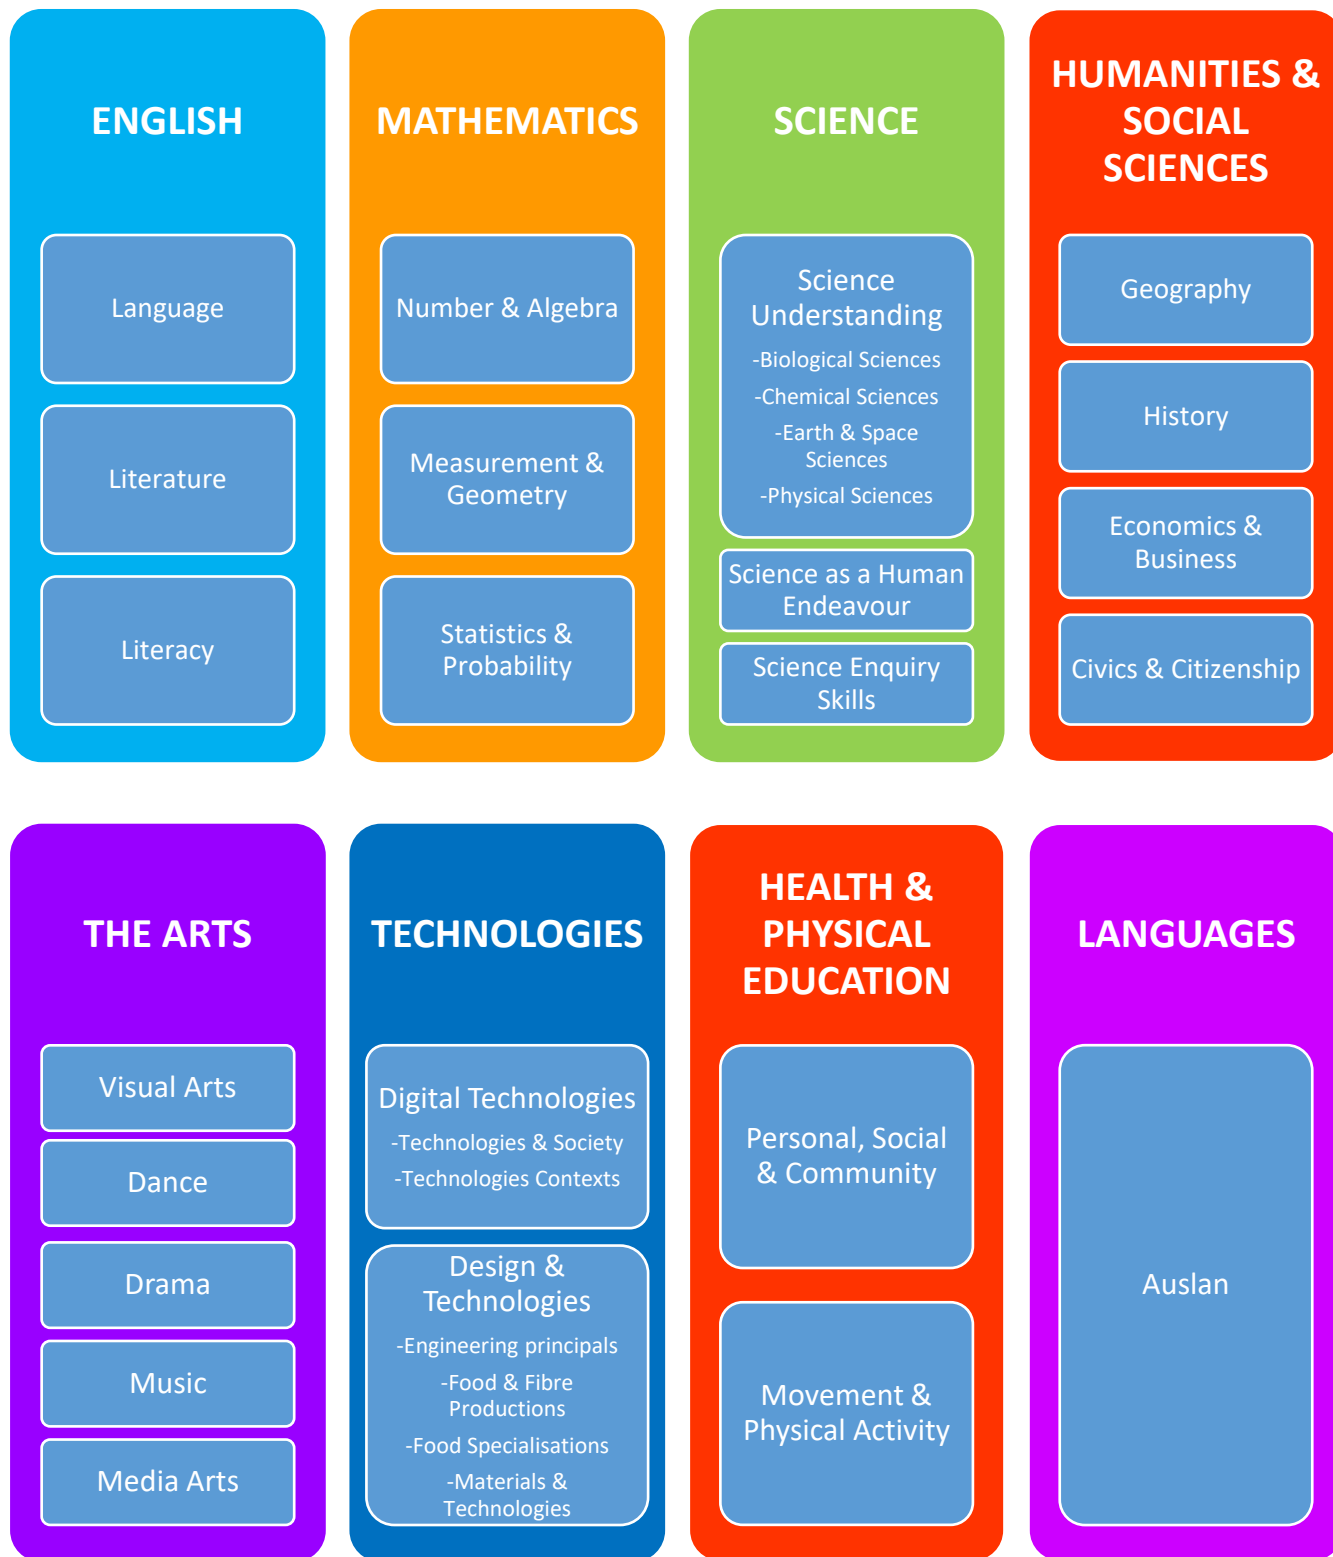 ENGLISH
Language
Literature
Literacy
MATHEMATICS
Number & Algebra
Measurement &
Geometry
Statistics &
Probability
SCIENCE
Science
Understanding
-Biological Sciences
-Chemical Sciences
-Earth & Space
Sciences
-Physical Sciences
Science as a Human
Endeavour
Science Enquiry
Skills
HUMANITIES &
SOCIAL
SCIENCES
Geography
History
Economics &
Business
Civics & Citizenship
THE ARTS
Visual Arts
Dance
Drama
Music
Media Arts
TECHNOLOGIES
Digital Technologies
-Technologies & Society
-Technologies Contexts
Design &
Technologies
-Engineering principals
-Food & Fibre
Productions
-Food Specialisations
-Materials &
Technologies
HEALTH &
PHYSICAL
EDUCATION
Personal, Social
& Community
Movement &
Physical Activity
LANGUAGES
Auslan